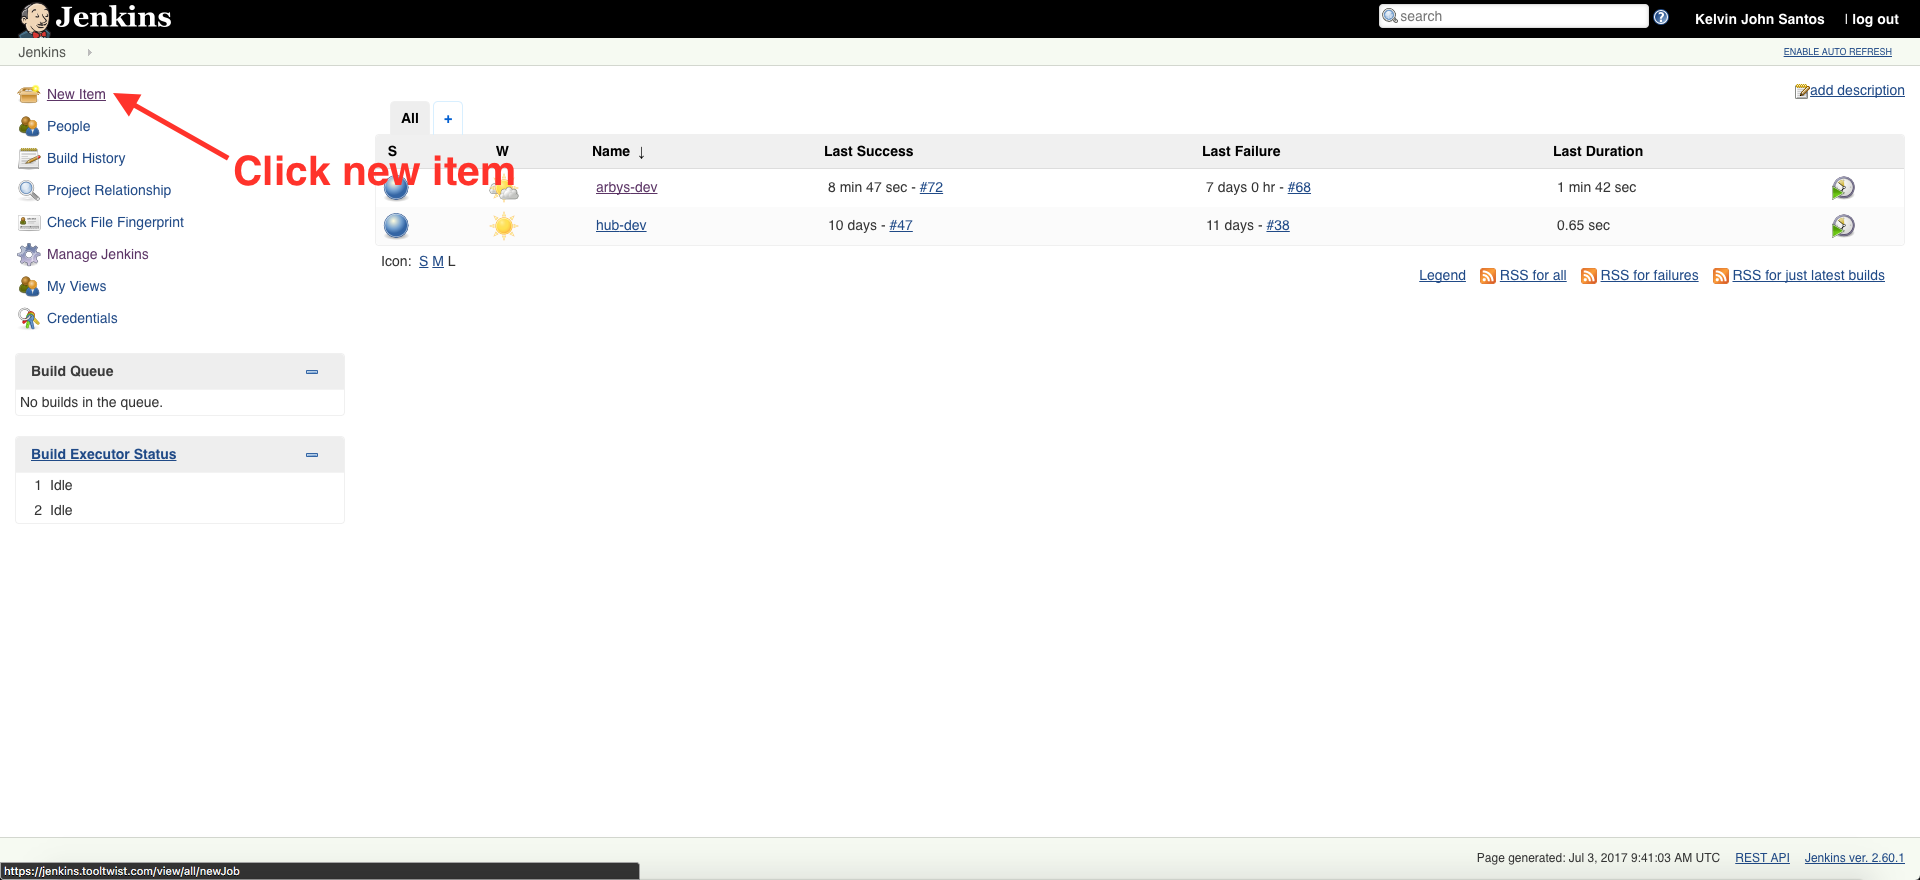 Jenkins
search
Kelvin John Santos | log out
Jenkins
ENABLE AUTO REFRESH
New Item
People
Build History
Project Relationship
Check File Fingerprint
Manage Jenkins
My Views
Credentials
Click new item
add description
All +
S W Name ↓ Last Success Last Failure Last Duration
arbys-dev 8 min 47 sec - #72 7 days 0 hr - #68 1 min 42 sec
hub-dev 10 days - #47 11 days - #38 0.65 sec
Icon: S M L
Legend RSS for all RSS for failures RSS for just latest builds
Build Queue
No builds in the queue.
Build Executor Status
1 Idle
2 Idle
Page generated: Jul 3, 2017 9:41:03 AM UTC REST API Jenkins ver. 2.60.1
https://jenkins.tooltwist.com/view/all/newJob